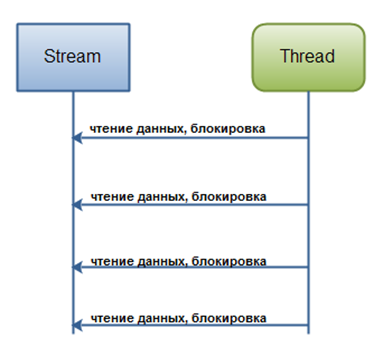 Stream
Thread
чтение данных, блокировка
чтение данных, блокировка
чтение данных, блокировка
чтение данных, блокировка